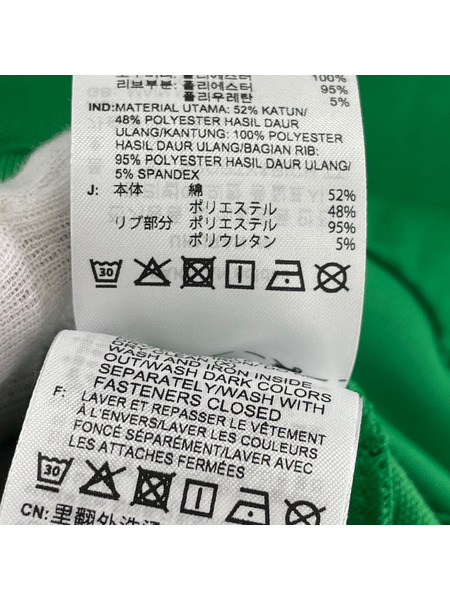 100%
리브부분: 폴리에스터 95%
폴리우레탄 5%
IND:MATERIAL UTAMA: 52% KATUN/
48% POLYESTER HASIL DAUR
ULANG/KANTUNG: 100% POLYESTER
HASIL DAUR ULANG/BAGIAN RIB:
95% POLYESTER HASIL DAUR ULANG/
5% SPANDEX
J: 本体 綿 52%
ポリエステル 48%
リブ部分 ポリエステル 95%
ポリウレタン 5%
30
WASH AND IRON INSIDE
OUT/WASH DARK COLORS
SEPARATELY/WASH WITH
FASTENERS CLOSED
F: LAVER ET REPASSER LE VÊTEMENT
À L'ENVERS/LAVER LES COULEURS
FONCÉ SÉPARÉMENT/LAVER AVEC
LES ATTACHES FERMÉES
30
CN: 里翻外洗涤